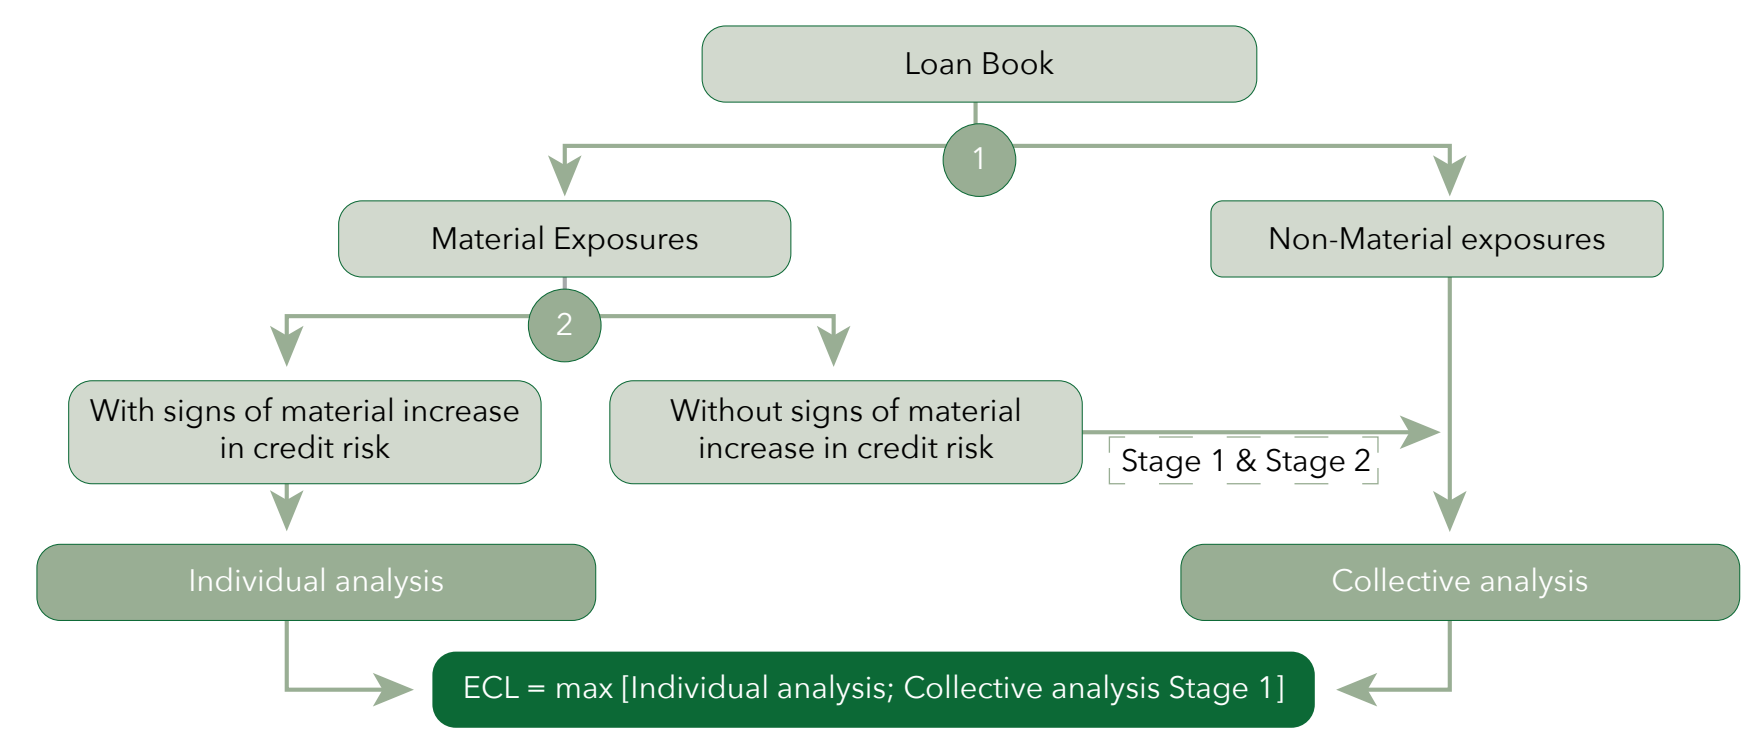 Loan Book
1
Material Exposures
Non-Material exposures
2
With signs of material increase
in credit risk
Without signs of material
increase in credit risk
Stage 1 & Stage 2
Individual analysis
Collective analysis
ECL = max [Individual analysis; Collective analysis Stage 1]